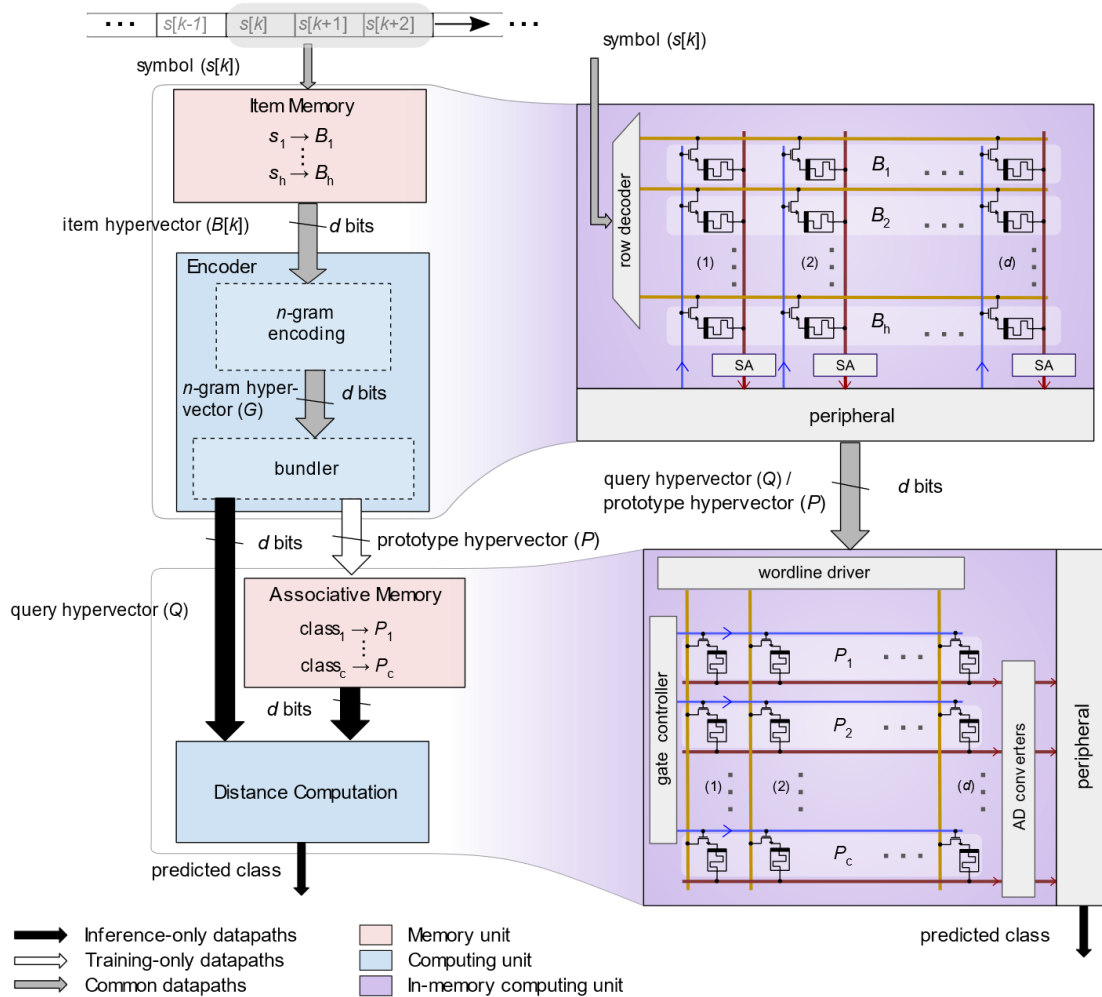 ... s[k-1] s[k] s[k+1] s[k+2] ...
symbol (s[k])
Item Memory
s1 → B1
⋮
sh → Bh
item hypervector (B[k])
d bits
Encoder
n-gram
encoding
n-gram hyper-
vector (G)
d bits
bundler
d bits
prototype hypervector (P)
query hypervector (Q)
Associative Memory
class1 → P1
⋮
classc → Pc
d bits
Distance Computation
predicted class
symbol (s[k])
row decoder
B1
B2
(1) (2) (d)
Bh
SA SA SA
peripheral
query hypervector (Q) /
prototype hypervector (P)
d bits
wordline driver
gate controller
P1
P2
(1) (2) (d)
Pc
AD converters
peripheral
predicted class
Inference-only datapaths
Training-only datapaths
Common datapaths
Memory unit
Computing unit
In-memory computing unit